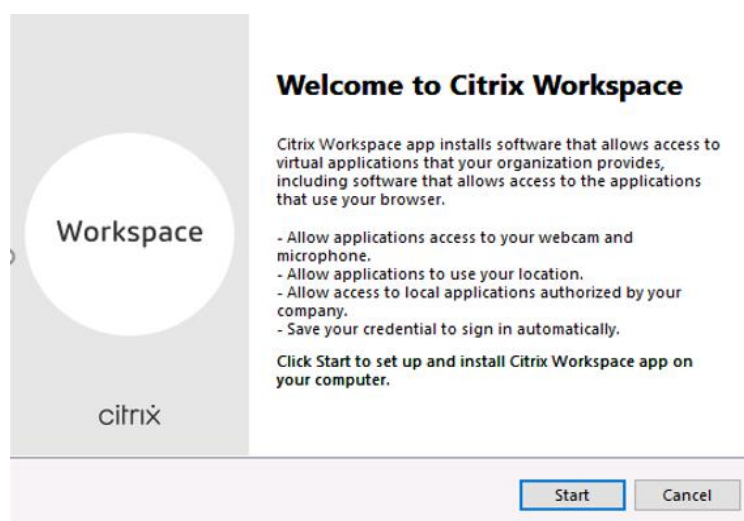 Welcome to Citrix Workspace
Citrix Workspace app installs software that allows access to
virtual applications that your organization provides,
including software that allows access to the applications
that use your browser.
Workspace
- Allow applications access to your webcam and
microphone.
- Allow applications to use your location.
- Allow access to local applications authorized by your
company.
- Save your credential to sign in automatically.
Click Start to set up and install Citrix Workspace app on
your computer.
citrix
Start
Cancel